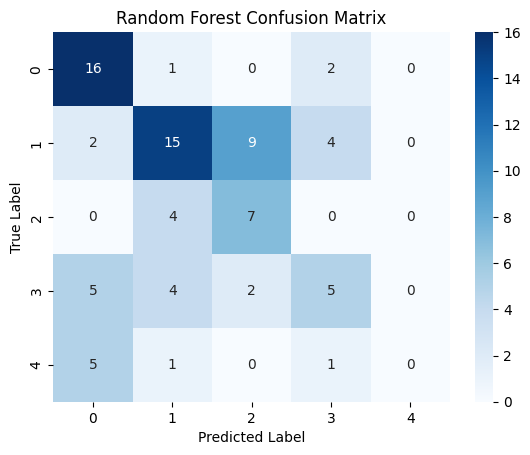 Random Forest Confusion Matrix
True Label
0 16 1 0 2 0
1 2 15 9 4 0
2 0 4 7 0 0
3 5 4 2 5 0
4 5 1 0 1 0
0 1 2 3 4
Predicted Label
16
14
12
10
8
6
4
2
0